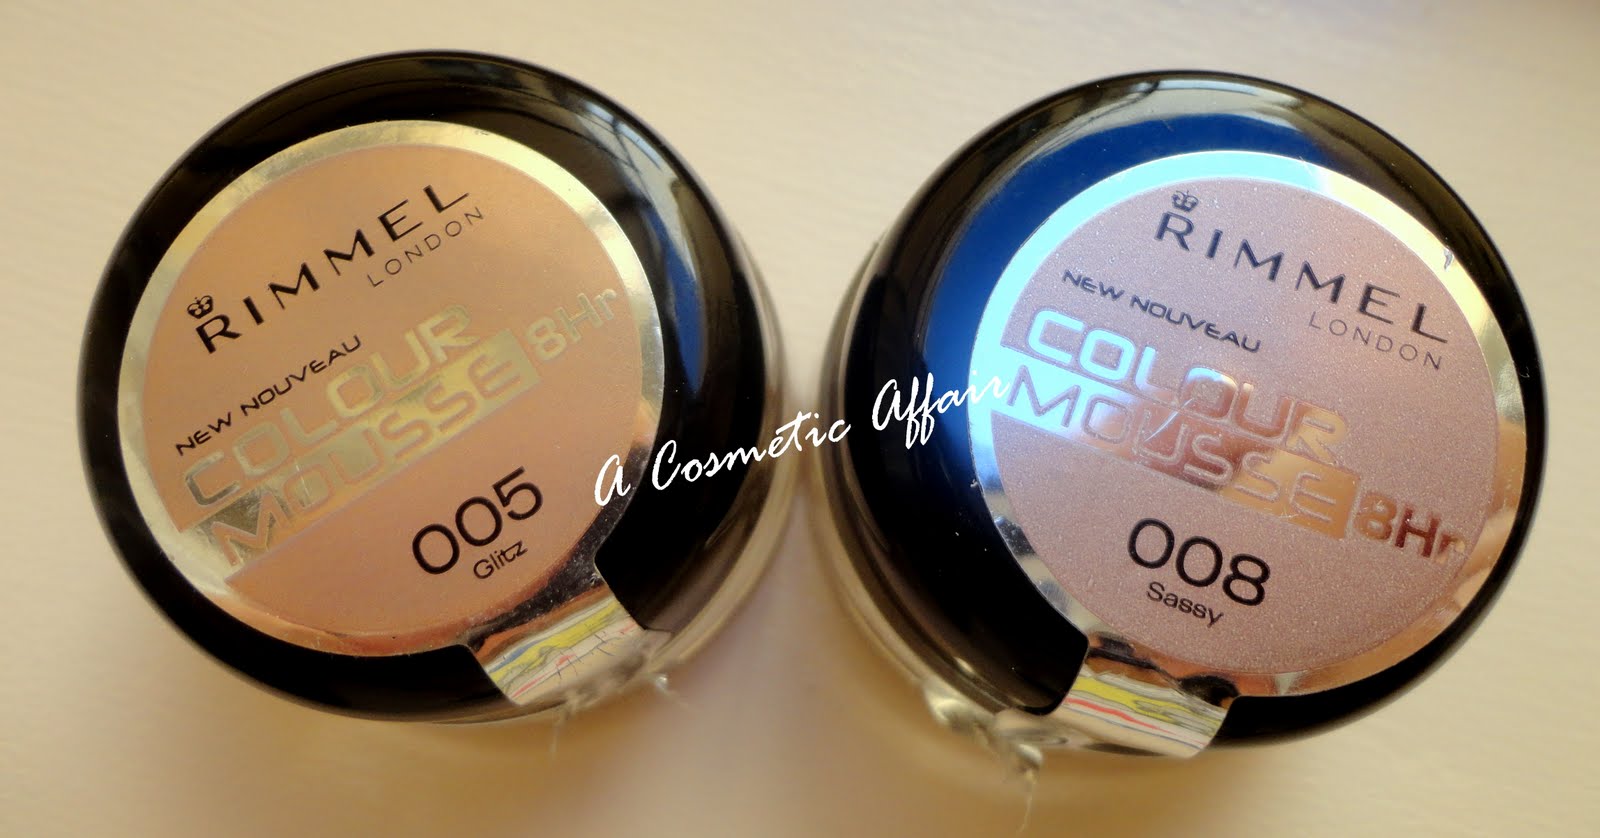 RIMMEL
LONDON
NEW NOUVEAU
COLOUR
MOUSSE 8Hr
005
Glitz
A Cosmetic Affair
RIMMEL
LONDON
NEW NOUVEAU
COLOUR
MOUSSE 8Hr
008
Sassy